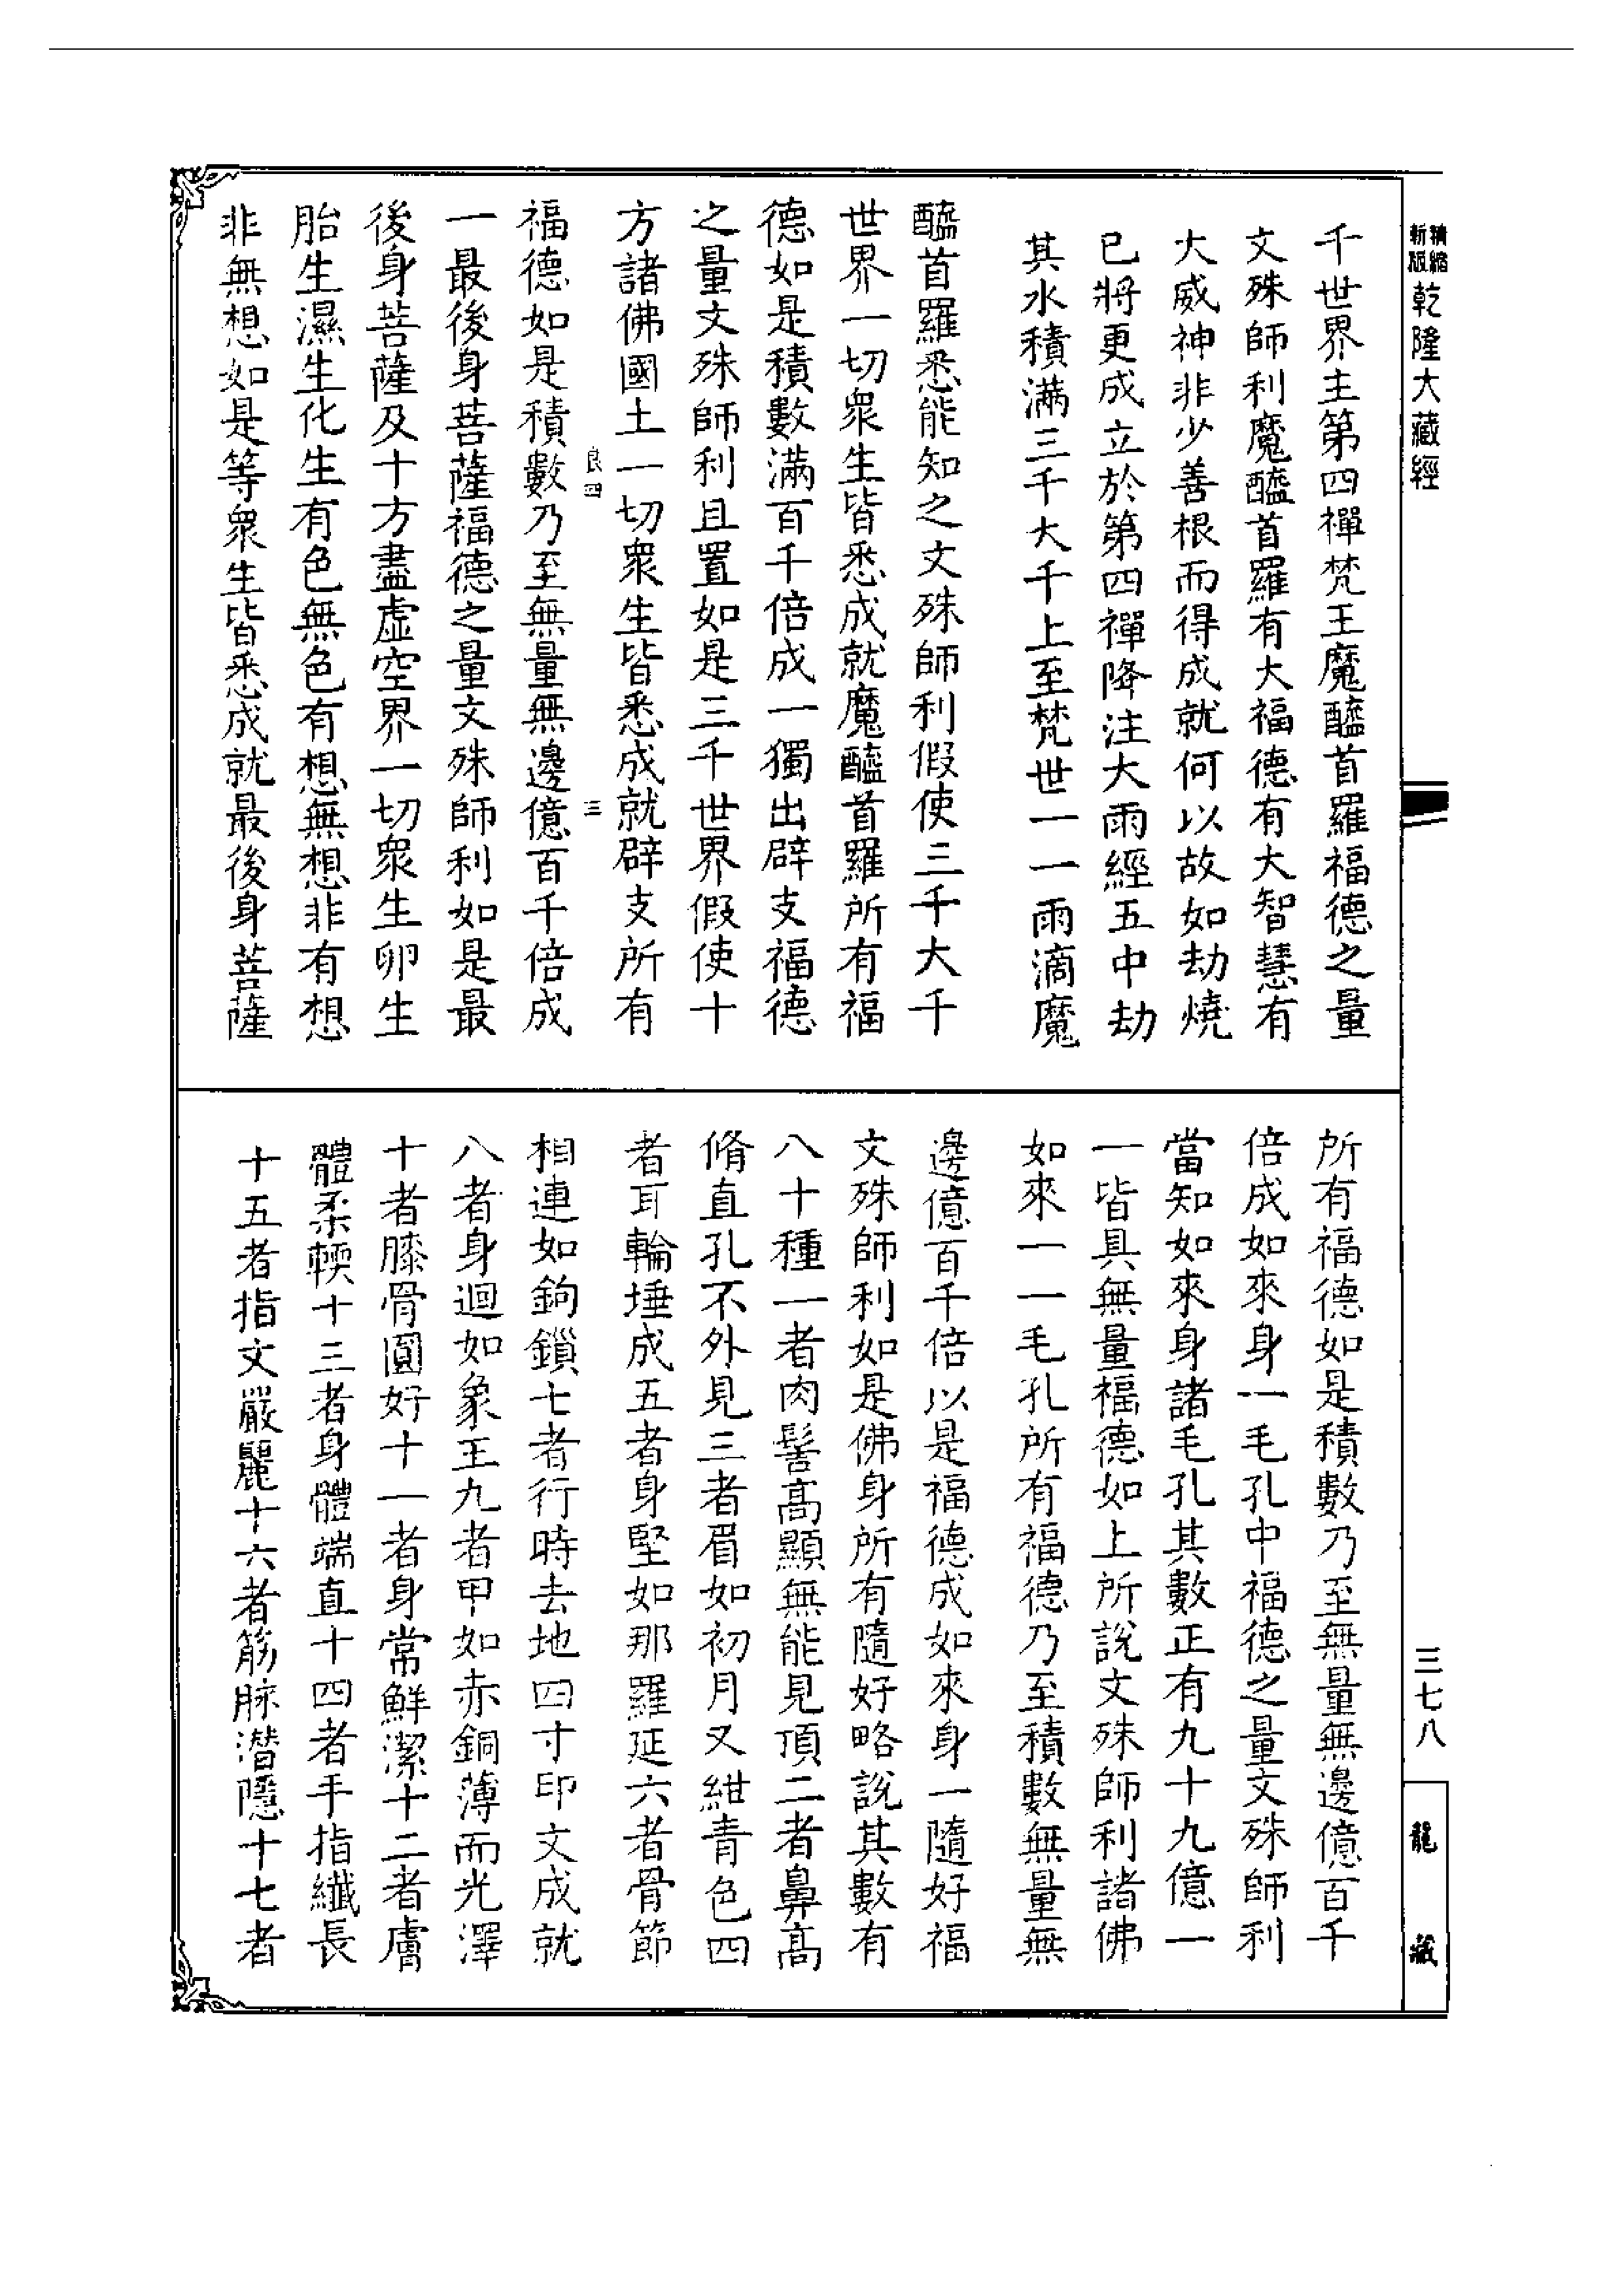 精縮
新版
乾隆大藏經
三七八
龍藏
千世界主第四禪梵王魔醯首羅福德之量
文殊師利魔醯首羅有大福德有大智慧有
大威神非少善根而得成就何以故如劫燒
已將更成立於第四禪降注大雨經五中劫
其水積滿三千大千上至梵世一一雨滴魔
醯首羅悉能知之文殊師利假使三千大千
世界一切衆生皆悉成就魔醯首羅所有福
德如是積數滿百千倍成一獨出辟支福德
之量文殊師利且置如是三千世界假使十
方諸佛國土一切衆生皆悉成就辟支所有
良四 三
福德如是積數乃至無量無邊億百千倍成
一最後身菩薩福德之量文殊師利如是最
後身菩薩及十方盡虛空界一切衆生卵生
胎生濕生化生有色無色有想無想非有想
非無想如是等衆生皆悉成就最後身菩薩
所有福德如是積數乃至無量無邊億百千
倍成如來身一毛孔中福德之量文殊師利
當知如來身諸毛孔其數正有九十九億一
一皆具無量福德如上所說文殊師利諸佛
如來一一毛孔所有福德乃至積數無量無
邊億百千倍以是福德成如來身一隨好福
文殊師利如是佛身所有隨好略說其數有
八十種一者肉髻高顯無能見頂二者鼻高
脩直孔不外見三者眉如初月又紺青色四
者耳輪埵成五者身堅如那羅延六者骨節
相連如鉤鎖七者行時去地四寸印文成就
八者身迴如象王九者甲如赤銅薄而光澤
十者膝骨圓好十一者身常鮮潔十二者膚
體柔輭十三者身體端直十四者手指纖長
十五者指文嚴麗十六者筋脉潛隱十七者